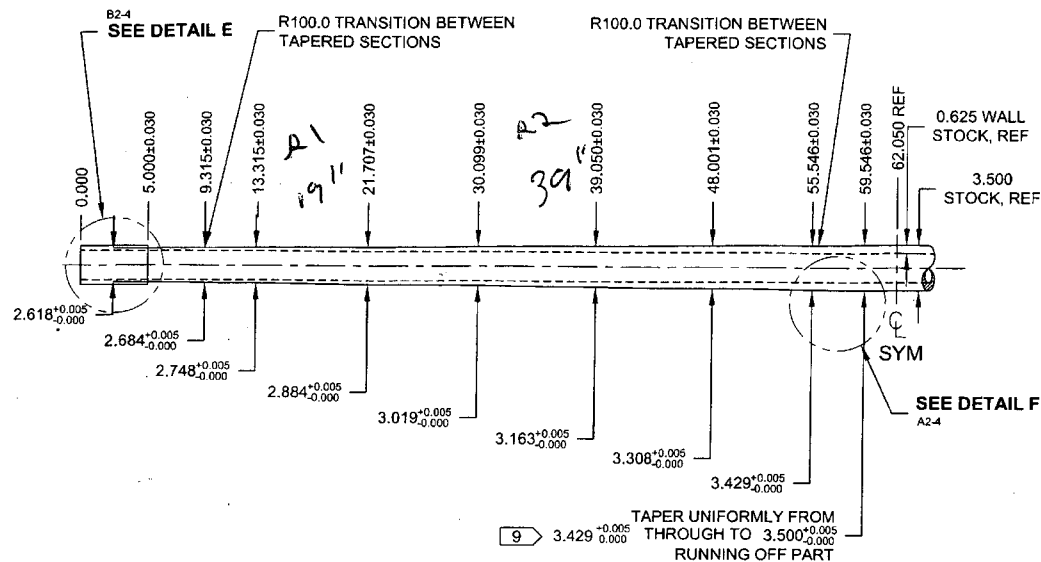 B2-4
SEE DETAIL E
R100.0 TRANSITION BETWEEN
TAPERED SECTIONS
R100.0 TRANSITION BETWEEN
TAPERED SECTIONS
0.000
5.000±0.030
9.315±0.030
13.315±0.030
R1
19"
21.707±0.030
30.099±0.030
R2
39"
39.050±0.030
48.001±0.030
55.546±0.030
59.546±0.030
62.050 REF
0.625 WALL
STOCK, REF
3.500
STOCK, REF
2.618+0.005 -0.000
2.684+0.005 -0.000
2.748+0.005 -0.000
2.884+0.005 -0.000
3.019+0.005 -0.000
3.163+0.005 -0.000
3.308+0.005 -0.000
3.429+0.005 -0.000
℄
SYM
SEE DETAIL F
A2-4
TAPER UNIFORMLY FROM
9 3.429 +0.005 0.000 THROUGH TO 3.500+0.005 -0.000
RUNNING OFF PART